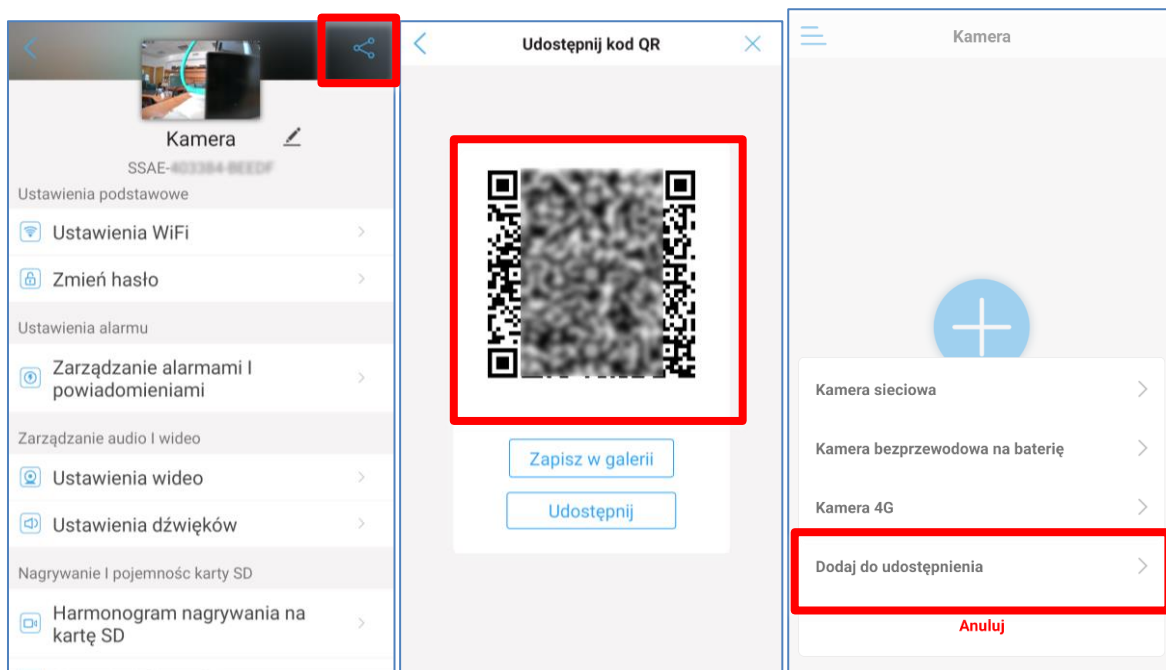 Kamera
SSAE-
Ustawienia podstawowe
Ustawienia WiFi
Zmień hasło
Ustawienia alarmu
Zarządzanie alarmami I
powiadomieniami
Zarządzanie audio I wideo
Ustawienia wideo
Ustawienia dźwięków
Nagrywanie I pojemnośc karty SD
Harmonogram nagrywania na
kartę SD
Udostępnij kod QR
Zapisz w galerii
Udostępnij
Kamera
Kamera sieciowa
Kamera bezprzewodowa na baterię
Kamera 4G
Dodaj do udostępnienia
Anuluj